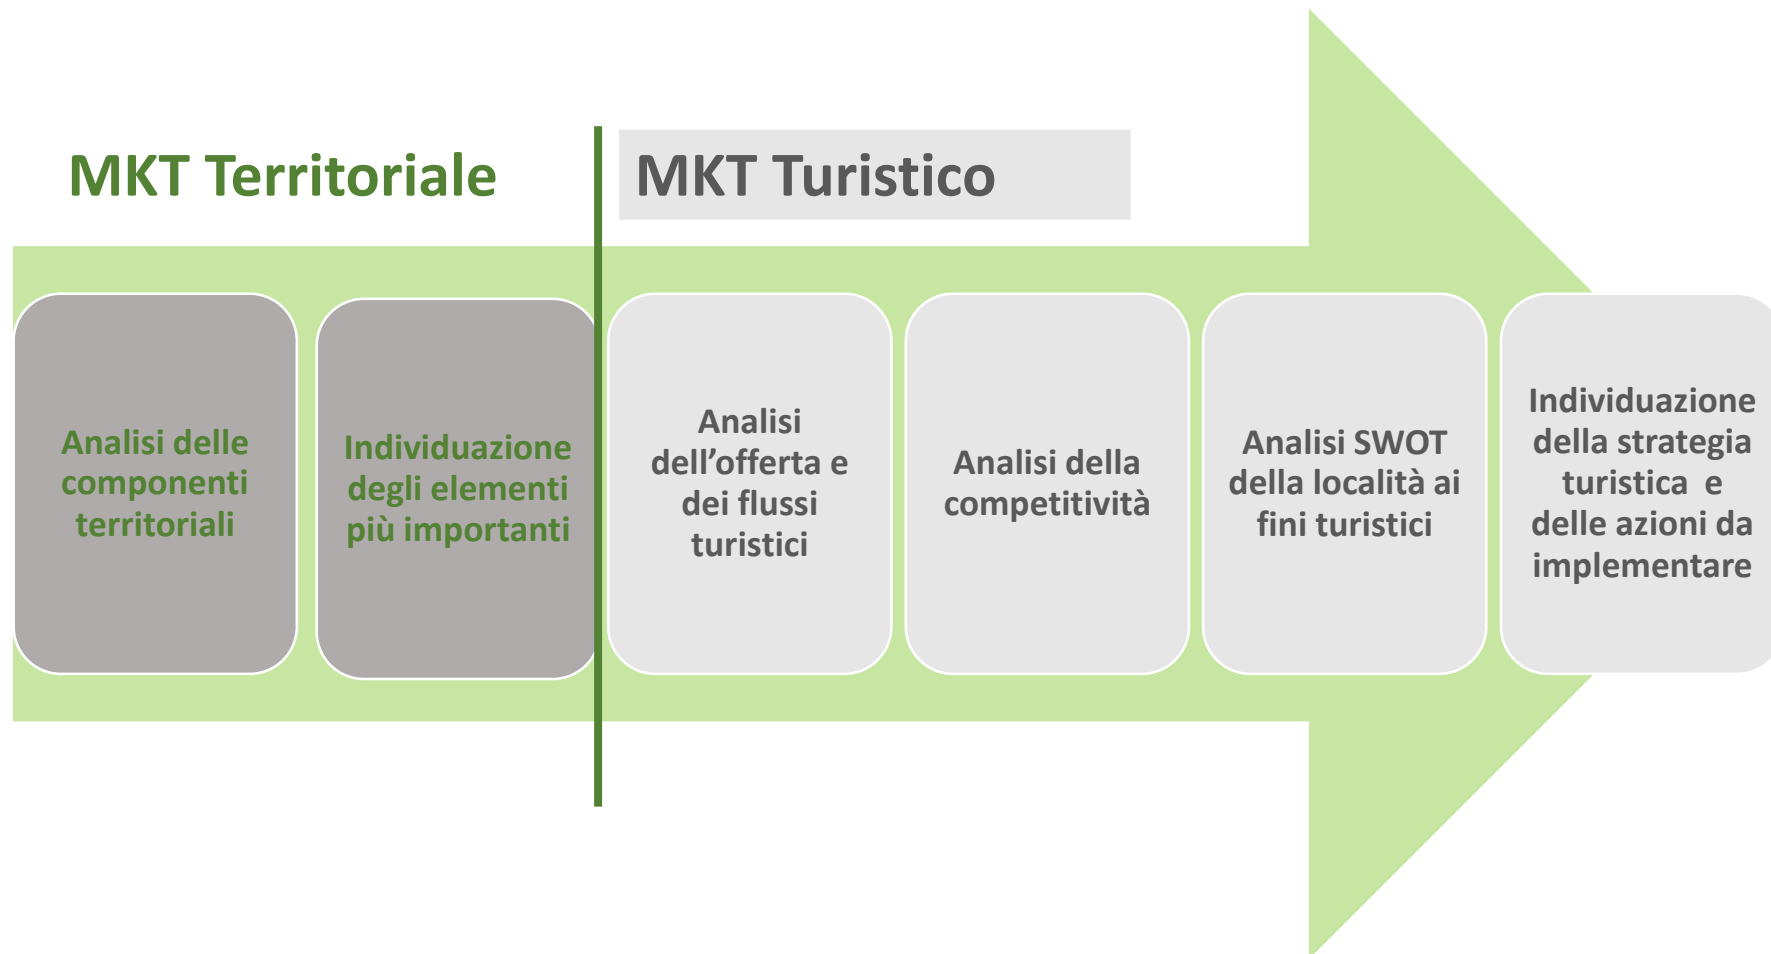 MKT Territoriale
MKT Turistico
Analisi delle
componenti
territoriali
Individuazione
degli elementi
più importanti
Analisi
dell’offerta e
dei flussi
turistici
Analisi della
competitività
Analisi SWOT
della località ai
fini turistici
Individuazione
della strategia
turistica e
delle azioni da
implementare